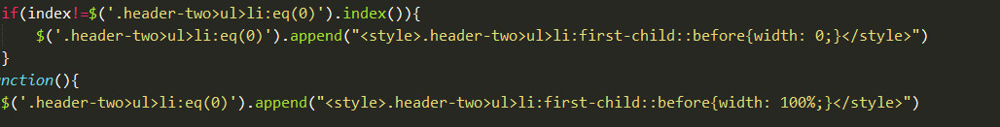 if(index!=$('.header-two>ul>li:eq(0)').index()){
$('.header-two>ul>li:eq(0)').append("<style>.header-two>ul>li:first-child::before{width: 0;}</style>")
}
nction(){
$('.header-two>ul>li:eq(0)').append("<style>.header-two>ul>li:first-child::before{width: 100%;}</style>")